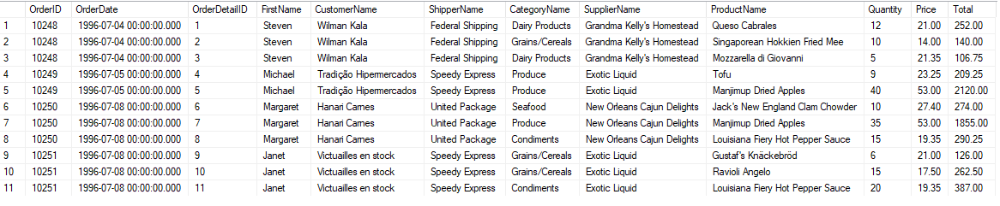 OrderID OrderDate OrderDetailID FirstName CustomerName ShipperName CategoryName SupplierName ProductName Quantity Price Total
1 10248 1996-07-04 00:00:00.000 1 Steven Wilman Kala Federal Shipping Dairy Products Grandma Kelly's Homestead Queso Cabrales 12 21.00 252.00
2 10248 1996-07-04 00:00:00.000 2 Steven Wilman Kala Federal Shipping Grains/Cereals Grandma Kelly's Homestead Singaporean Hokkien Fried Mee 10 14.00 140.00
3 10248 1996-07-04 00:00:00.000 3 Steven Wilman Kala Federal Shipping Dairy Products Grandma Kelly's Homestead Mozzarella di Giovanni 5 21.35 106.75
4 10249 1996-07-05 00:00:00.000 4 Michael Tradição Hipermercados Speedy Express Produce Exotic Liquid Tofu 9 23.25 209.25
5 10249 1996-07-05 00:00:00.000 5 Michael Tradição Hipermercados Speedy Express Produce Exotic Liquid Manjimup Dried Apples 40 53.00 2120.00
6 10250 1996-07-08 00:00:00.000 6 Margaret Hanari Carnes United Package Seafood New Orleans Cajun Delights Jack's New England Clam Chowder 10 27.40 274.00
7 10250 1996-07-08 00:00:00.000 7 Margaret Hanari Carnes United Package Produce New Orleans Cajun Delights Manjimup Dried Apples 35 53.00 1855.00
8 10250 1996-07-08 00:00:00.000 8 Margaret Hanari Carnes United Package Condiments New Orleans Cajun Delights Louisiana Fiery Hot Pepper Sauce 15 19.35 290.25
9 10251 1996-07-08 00:00:00.000 9 Janet Victuailles en stock Speedy Express Grains/Cereals Exotic Liquid Gustaf's Knäckebröd 6 21.00 126.00
10 10251 1996-07-08 00:00:00.000 10 Janet Victuailles en stock Speedy Express Grains/Cereals Exotic Liquid Ravioli Angelo 15 17.50 262.50
11 10251 1996-07-08 00:00:00.000 11 Janet Victuailles en stock Speedy Express Condiments Exotic Liquid Louisiana Fiery Hot Pepper Sauce 20 19.35 387.00